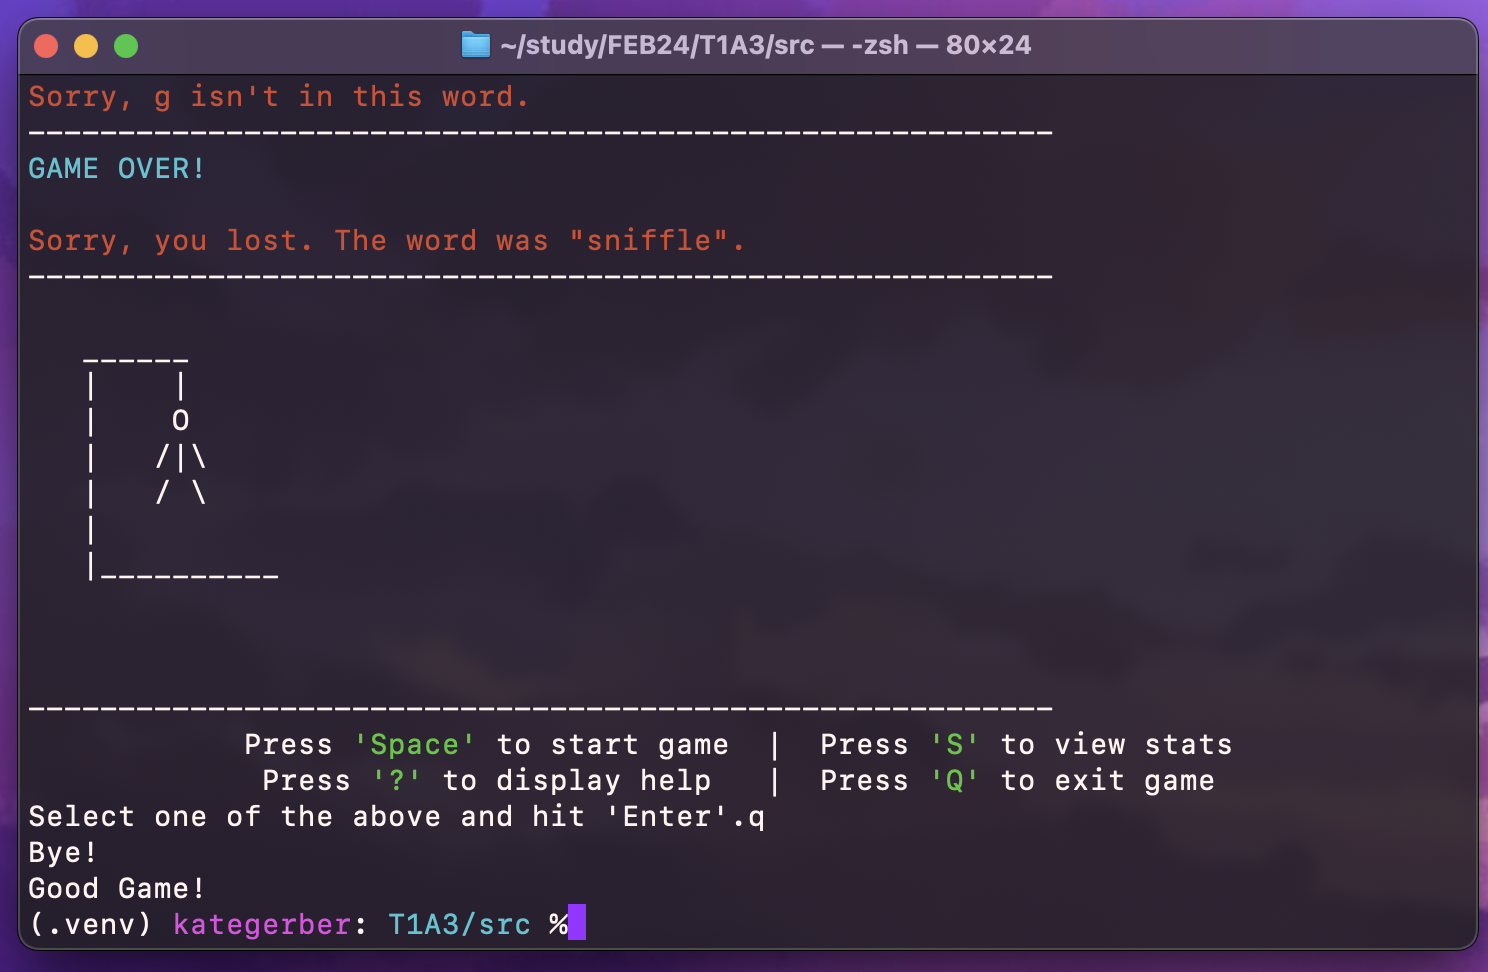 ~/study/FEB24/T1A3/src — -zsh — 80×24
Sorry, g isn't in this word.
---------------------------------------------------------
GAME OVER!
Sorry, you lost. The word was "sniffle".
---------------------------------------------------------
   ______
   |    |
   |    O
   |   /|\
   |   / \
   |
   |__________
---------------------------------------------------------
            Press 'Space' to start game  |  Press 'S' to view stats
             Press '?' to display help   |  Press 'Q' to exit game
Select one of the above and hit 'Enter'.q
Bye!
Good Game!
(.venv) kategerber: T1A3/src %